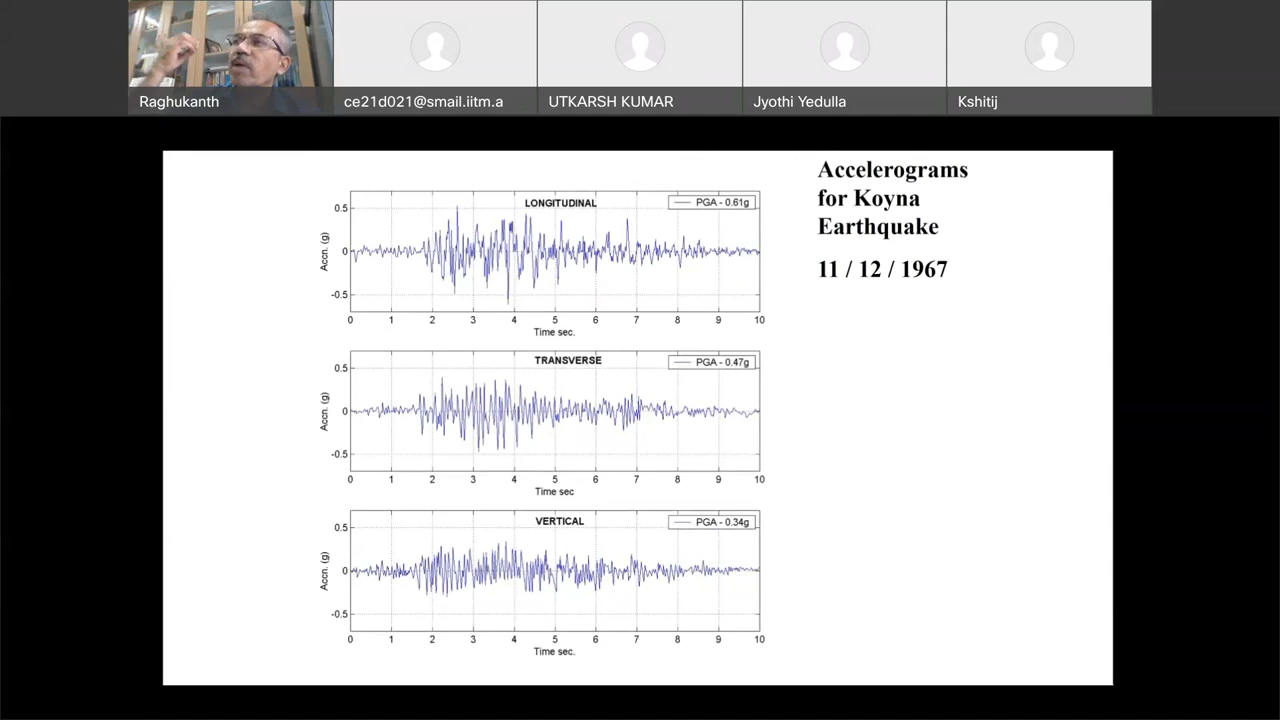 Raghukanth
ce21d021@smail.iitm.a
UTKARSH KUMAR
Jyothi Yedulla
Kshitij
Accelerograms
for Koyna
Earthquake
11 / 12 / 1967
LONGITUDINAL
PGA - 0.61g
0.5
0
-0.5
Accn. (g)
0 1 2 3 4 5 6 7 8 9 10
Time sec.
TRANSVERSE
PGA - 0.47g
0.5
0
-0.5
Accn. (g)
0 1 2 3 4 5 6 7 8 9 10
Time sec
VERTICAL
PGA - 0.34g
0.5
0
-0.5
Accn. (g)
0 1 2 3 4 5 6 7 8 9 10
Time sec.